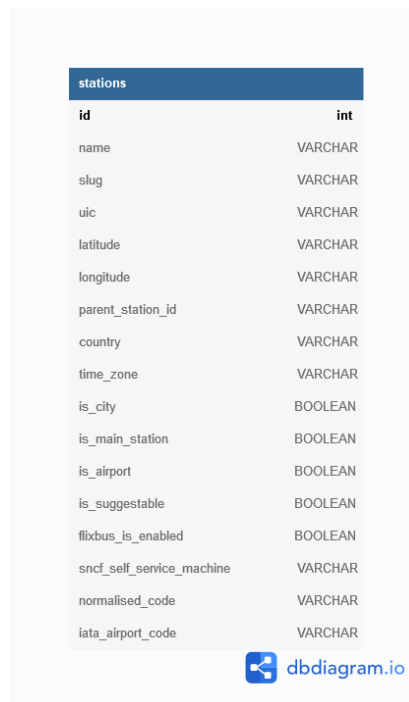 stations
id int
name VARCHAR
slug VARCHAR
uic VARCHAR
latitude VARCHAR
longitude VARCHAR
parent_station_id VARCHAR
country VARCHAR
time_zone VARCHAR
is_city BOOLEAN
is_main_station BOOLEAN
is_airport BOOLEAN
is_suggestable BOOLEAN
flixbus_is_enabled BOOLEAN
sncf_self_service_machine VARCHAR
normalised_code VARCHAR
iata_airport_code VARCHAR
dbdiagram.io